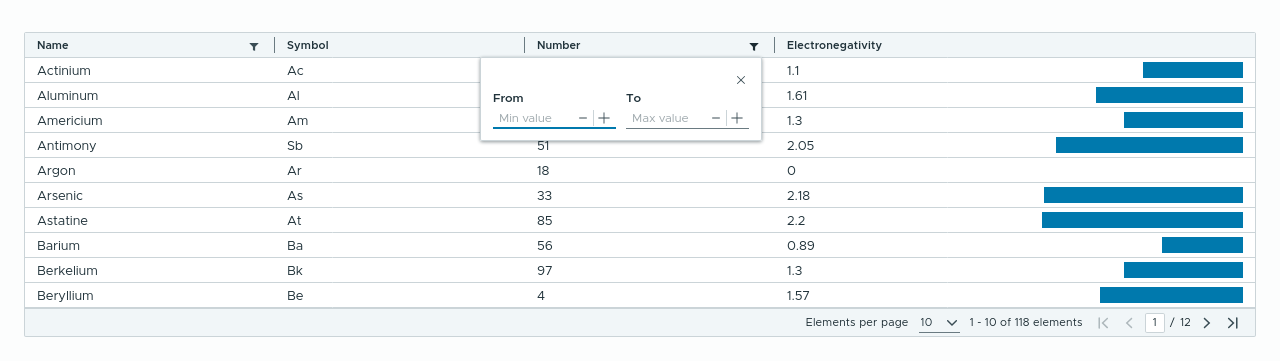 Name Symbol Number Electronegativity
Actinium Ac 1.1
Aluminum Al 1.61
Americium Am 1.3
From To
Min value Max value
Antimony Sb 51 2.05
Argon Ar 18 0
Arsenic As 33 2.18
Astatine At 85 2.2
Barium Ba 56 0.89
Berkelium Bk 97 1.3
Beryllium Be 4 1.57
Elements per page 10 1 - 10 of 118 elements 1 / 12